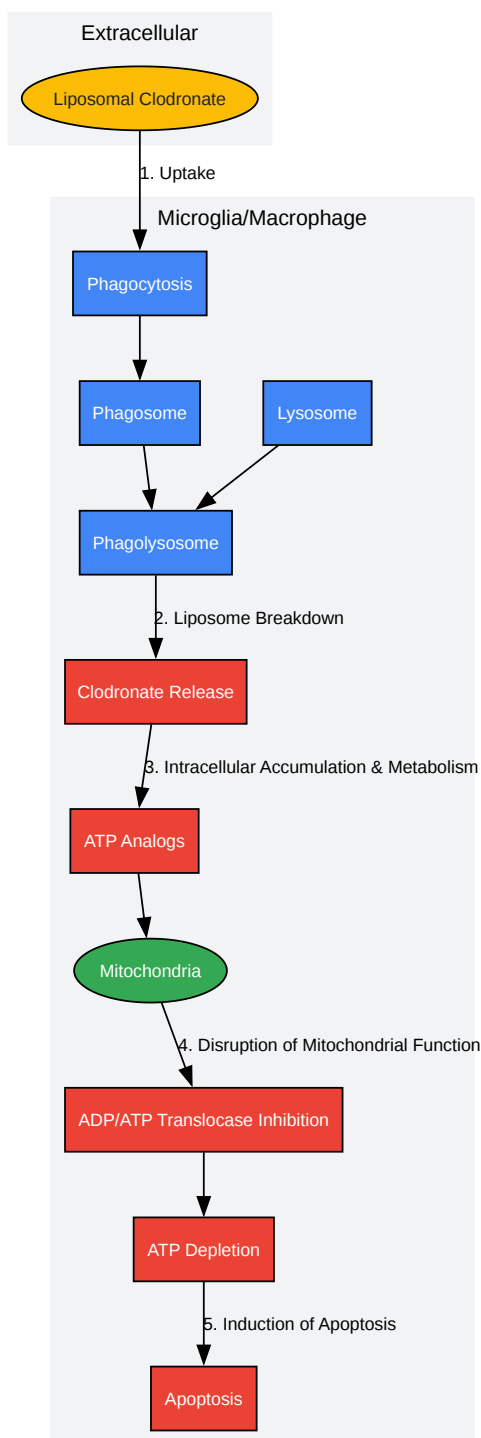 Extracellular
Liposomal Clodronate
1. Uptake
Microglia/Macrophage
Phagocytosis
Phagosome
Lysosome
Phagolysosome
2. Liposome Breakdown
Clodronate Release
3. Intracellular Accumulation & Metabolism
ATP Analogs
Mitochondria
4. Disruption of Mitochondrial Function
ADP/ATP Translocase Inhibition
ATP Depletion
5. Induction of Apoptosis
Apoptosis